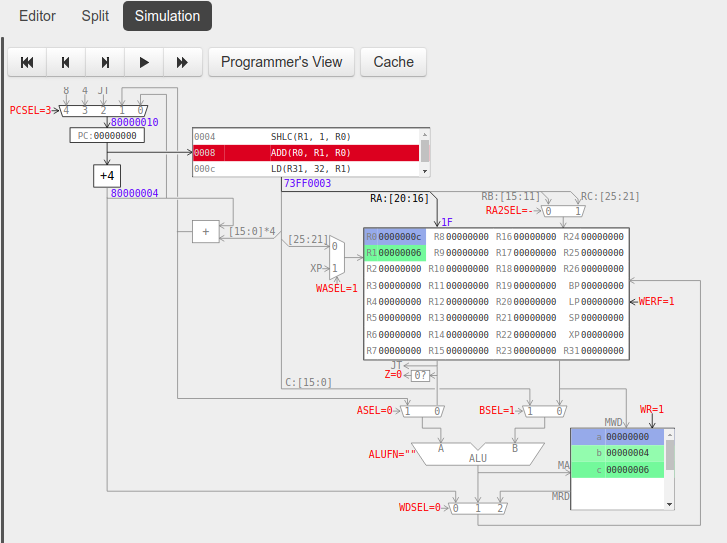 Editor Split Simulation
Programmer's View Cache
8 4 JT
PCSEL=3 4 3 2 1 0
80000010
PC:00000000
+4
80000004
0004 SHLC(R1, 1, R0)
0008 ADD(R0, R1, R0)
000c LD(R31, 32, R1)
73FF0003
RA:[20:16]
RB:[15:11] RC:[25:21]
RA2SEL=- 0 1
1F
+
[15:0]*4
[25:21]
0
XP 1
WASEL=1
R0 0000000c R8 00000000 R16 00000000 R24 00000000
R1 00000006 R9 00000000 R17 00000000 R25 00000000
R2 00000000 R10 00000000 R18 00000000 R26 00000000
R3 00000000 R11 00000000 R19 00000000 BP 00000000
R4 00000000 R12 00000000 R20 00000000 LP 00000000
R5 00000000 R13 00000000 R21 00000000 SP 00000000
R6 00000000 R14 00000000 R22 00000000 XP 00000000
R7 00000000 R15 00000000 R23 00000000 R31 00000000
WERF=1
JT
Z=0 0?
C:[15:0]
ASEL=0 1 0
BSEL=1 1 0
WR=1
MWD
ALUFN="" A B
ALU
a 00000000
b 00000004
c 00000006
MA
MRD
WDSEL=0 0 1 2